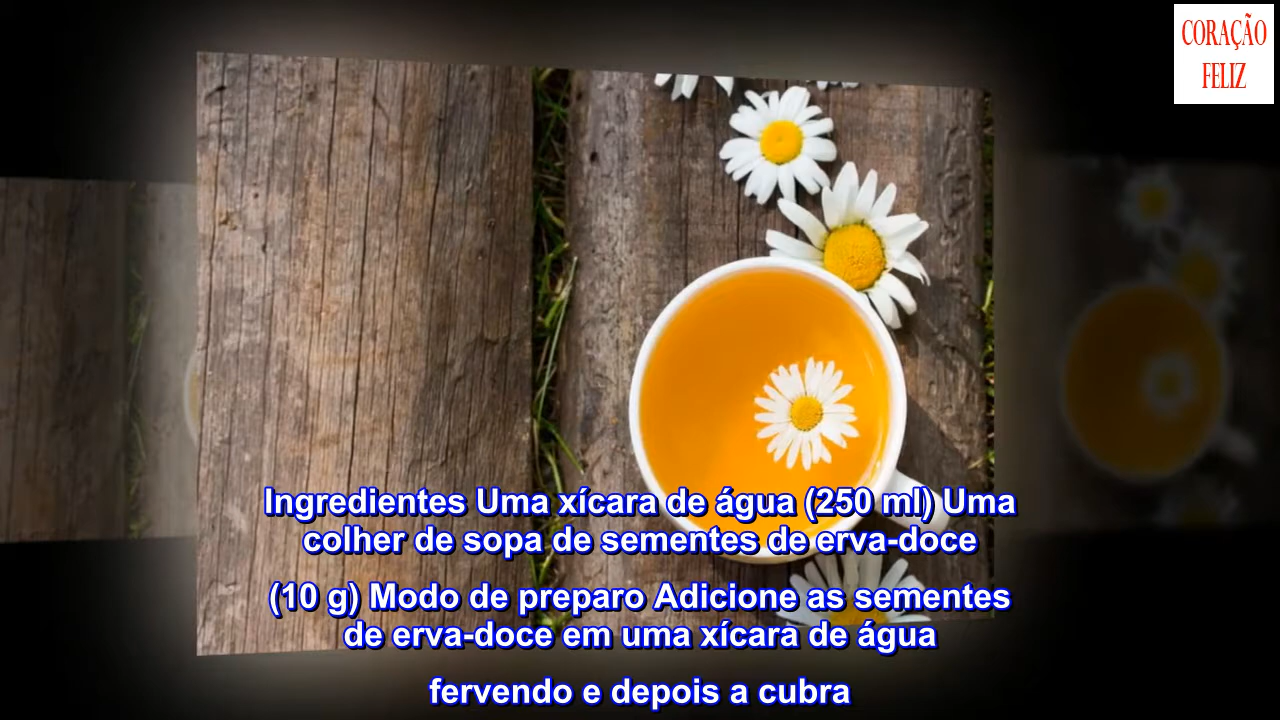 CORAÇÃO
FELIZ
Ingredientes Uma xícara de água (250 ml) Uma
colher de sopa de sementes de erva-doce
(10 g) Modo de preparo Adicione as sementes
de erva-doce em uma xícara de água
fervendo e depois a cubra